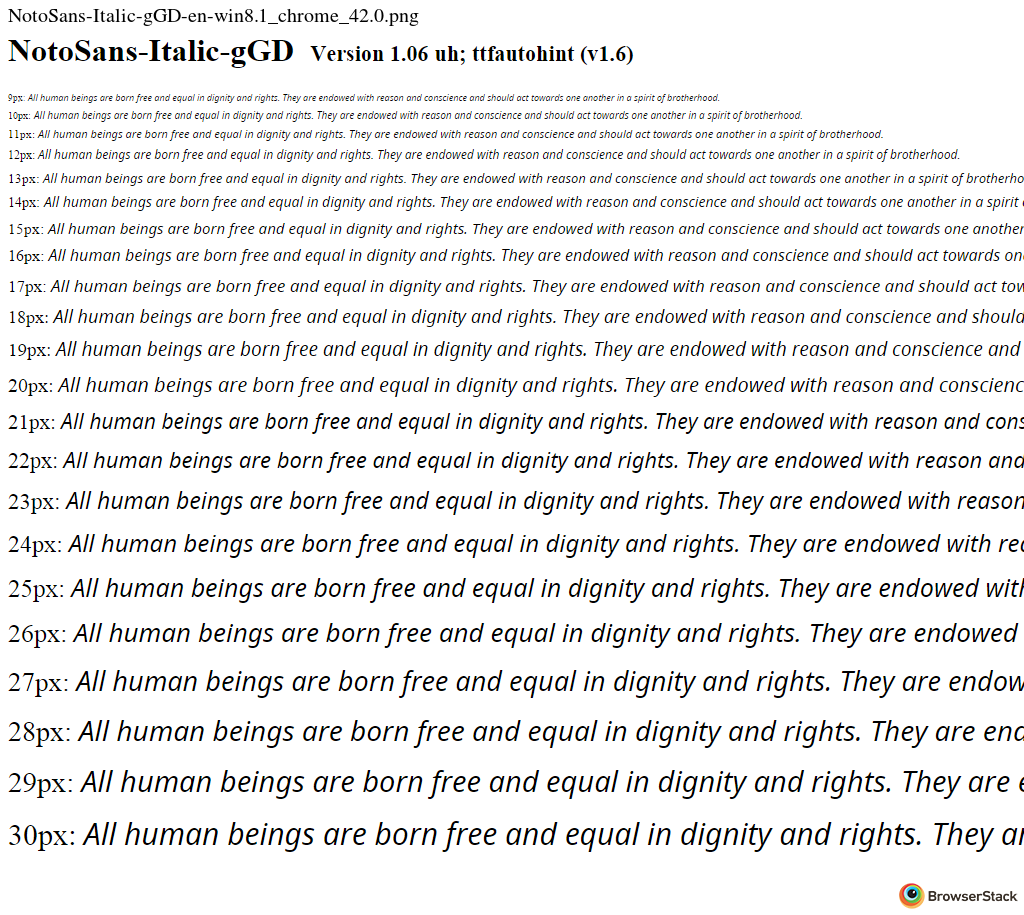 NotoSans-Italic-gGD-en-win8.1_chrome_42.0.png
NotoSans-Italic-gGD Version 1.06 uh; ttfautohint (v1.6)
9px: All human beings are born free and equal in dignity and rights. They are endowed with reason and conscience and should act towards one another in a spirit of brotherhood.
10px: All human beings are born free and equal in dignity and rights. They are endowed with reason and conscience and should act towards one another in a spirit of brotherhood.
11px: All human beings are born free and equal in dignity and rights. They are endowed with reason and conscience and should act towards one another in a spirit of brotherhood.
12px: All human beings are born free and equal in dignity and rights. They are endowed with reason and conscience and should act towards one another in a spirit of brotherhood.
13px: All human beings are born free and equal in dignity and rights. They are endowed with reason and conscience and should act towards one another in a spirit of brotherho
14px: All human beings are born free and equal in dignity and rights. They are endowed with reason and conscience and should act towards one another in a spirit
15px: All human beings are born free and equal in dignity and rights. They are endowed with reason and conscience and should act towards one another
16px: All human beings are born free and equal in dignity and rights. They are endowed with reason and conscience and should act towards on
17px: All human beings are born free and equal in dignity and rights. They are endowed with reason and conscience and should act tow
18px: All human beings are born free and equal in dignity and rights. They are endowed with reason and conscience and should
19px: All human beings are born free and equal in dignity and rights. They are endowed with reason and conscience and
20px: All human beings are born free and equal in dignity and rights. They are endowed with reason and conscienc
21px: All human beings are born free and equal in dignity and rights. They are endowed with reason and cons
22px: All human beings are born free and equal in dignity and rights. They are endowed with reason and
23px: All human beings are born free and equal in dignity and rights. They are endowed with reason
24px: All human beings are born free and equal in dignity and rights. They are endowed with rea
25px: All human beings are born free and equal in dignity and rights. They are endowed with
26px: All human beings are born free and equal in dignity and rights. They are endowed
27px: All human beings are born free and equal in dignity and rights. They are endow
28px: All human beings are born free and equal in dignity and rights. They are end
29px: All human beings are born free and equal in dignity and rights. They are e
30px: All human beings are born free and equal in dignity and rights. They ar
BrowserStack